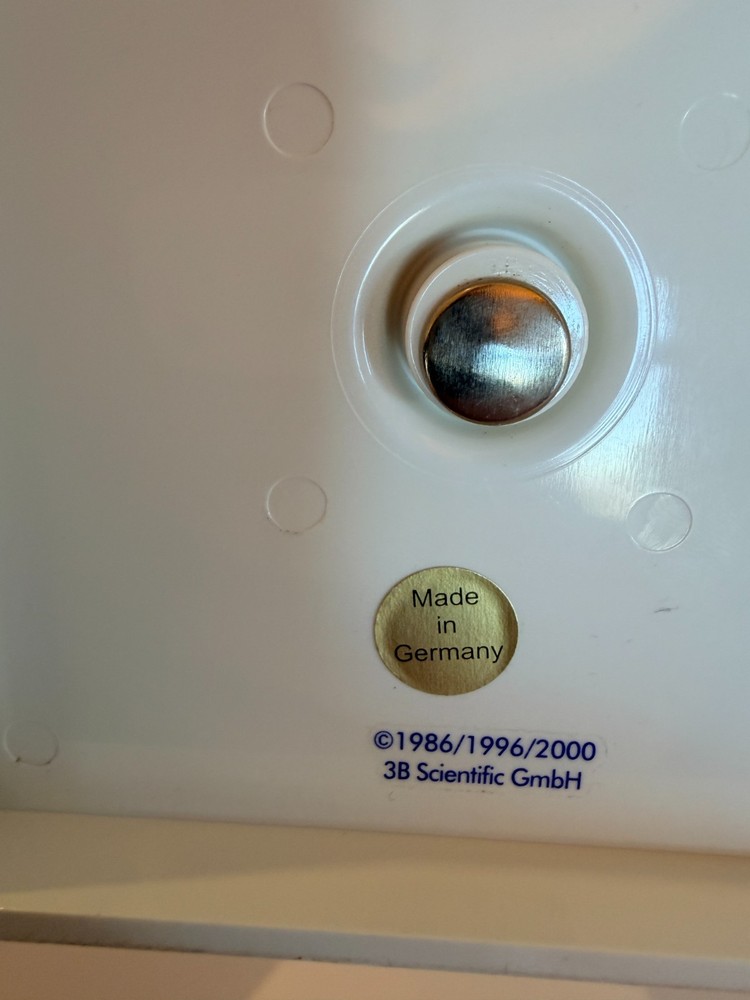 Made
in
Germany
©1986/1996/2000
3B Scientific GmbH